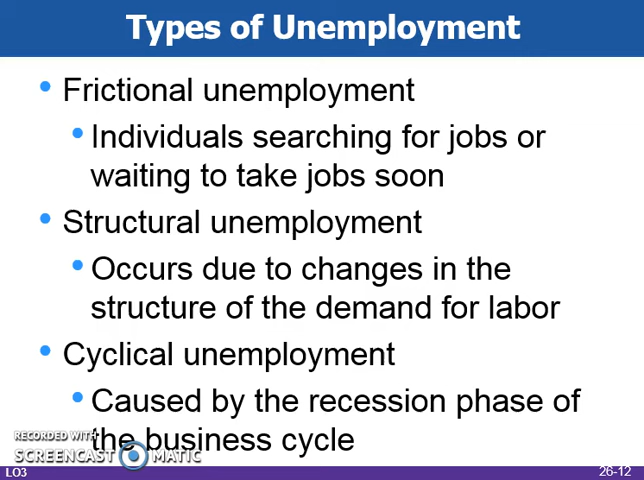 Types of Unemployment
• Frictional unemployment
• Individuals searching for jobs or
waiting to take jobs soon
• Structural unemployment
• Occurs due to changes in the
structure of the demand for labor
• Cyclical unemployment
• Caused by the recession phase of
the business cycle
RECORDED WITH
SCREENCAST MATIC
LO3
26-12